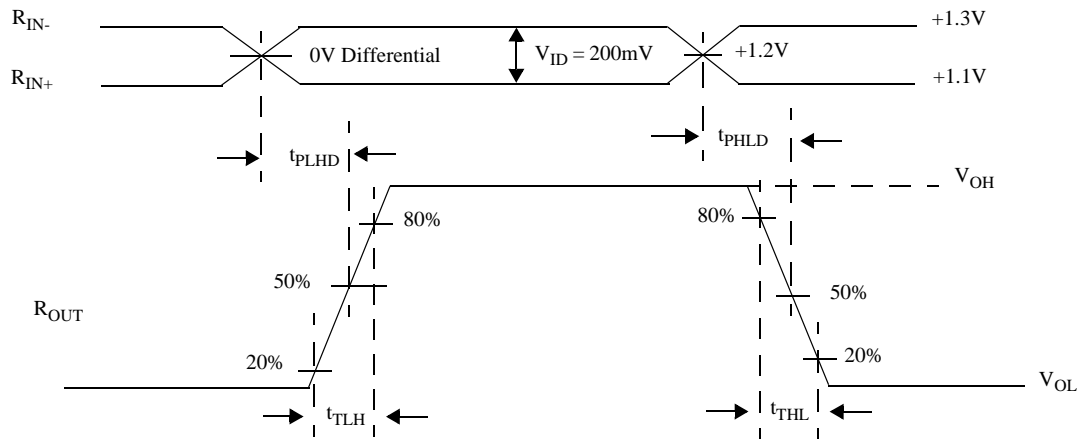 R_IN- +1.3V
0V Differential V_ID = 200mV +1.2V
R_IN+ +1.1V
t_PLHD t_PHLD
V_OH
80% 80%
50% 50%
R_OUT
20% 20%
V_OL
t_TLH t_THL